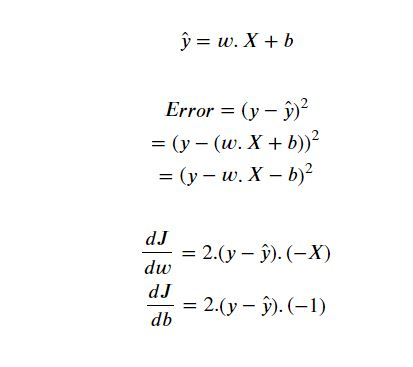 ŷ = w. X + b
Error = (y − ŷ)²
= (y − (w. X + b))²
= (y − w. X − b)²
dJ/dw = 2.(y − ŷ). (−X)
dJ/db = 2.(y − ŷ). (−1)